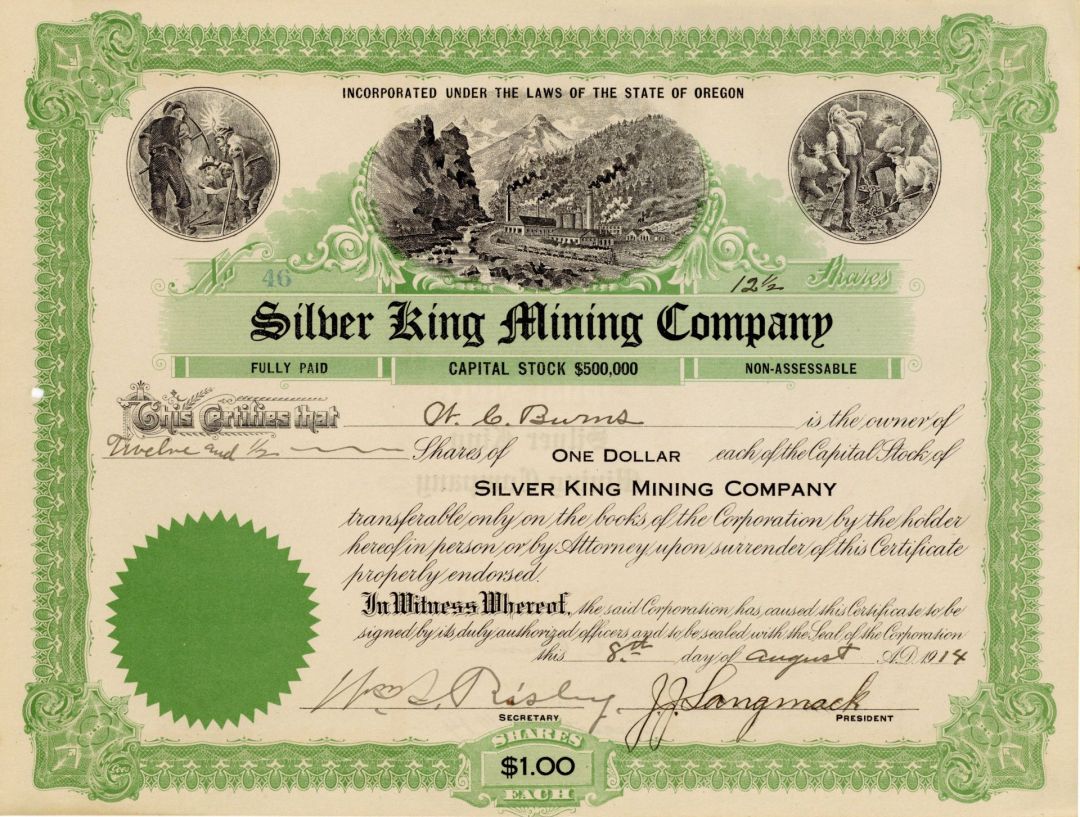 INCORPORATED UNDER THE LAWS OF THE STATE OF OREGON
No. 46
12 1/2 Shares
Silver King Mining Company
FULLY PAID
CAPITAL STOCK $500,000
NON-ASSESSABLE
This Certifies that W. C. Burns is the owner of
Twelve and 1/2 Shares of ONE DOLLAR each of the Capital Stock of
SILVER KING MINING COMPANY
transferable only on the books of the Corporation by the holder
hereof in person or by Attorney upon surrender of this Certificate
properly endorsed.
In Witness Whereof, the said Corporation has caused this Certificate to be
signed by its duly authorized officers and to be sealed with the Seal of the Corporation
this 8th day of august A.D. 1914
Risley J.J. Langmack
SECRETARY PRESIDENT
SHARES
$1.00
EACH